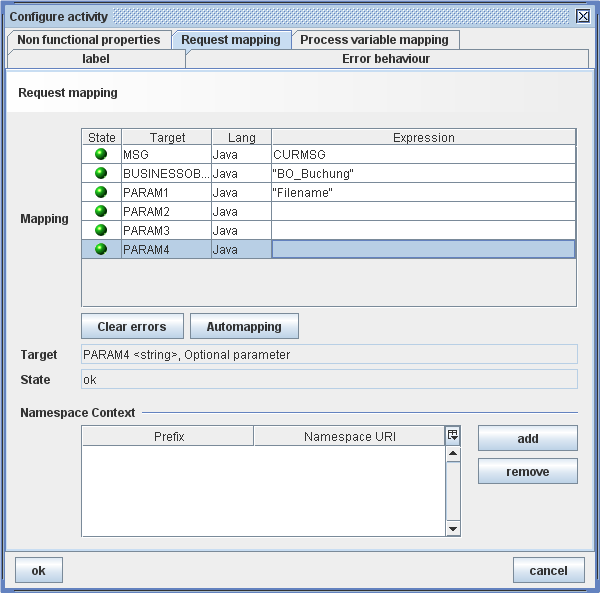 Configure activity
Non functional properties Request mapping Process variable mapping
label Error behaviour
Request mapping
State Target Lang Expression
MSG Java CURMSG
BUSINESSOB... Java "BO_Buchung"
PARAM1 Java "Filename"
PARAM2 Java
PARAM3 Java
PARAM4 Java
Mapping
Clear errors Automapping
Target PARAM4 <string>, Optional parameter
State ok
Namespace Context
Prefix Namespace URI
add
remove
ok cancel